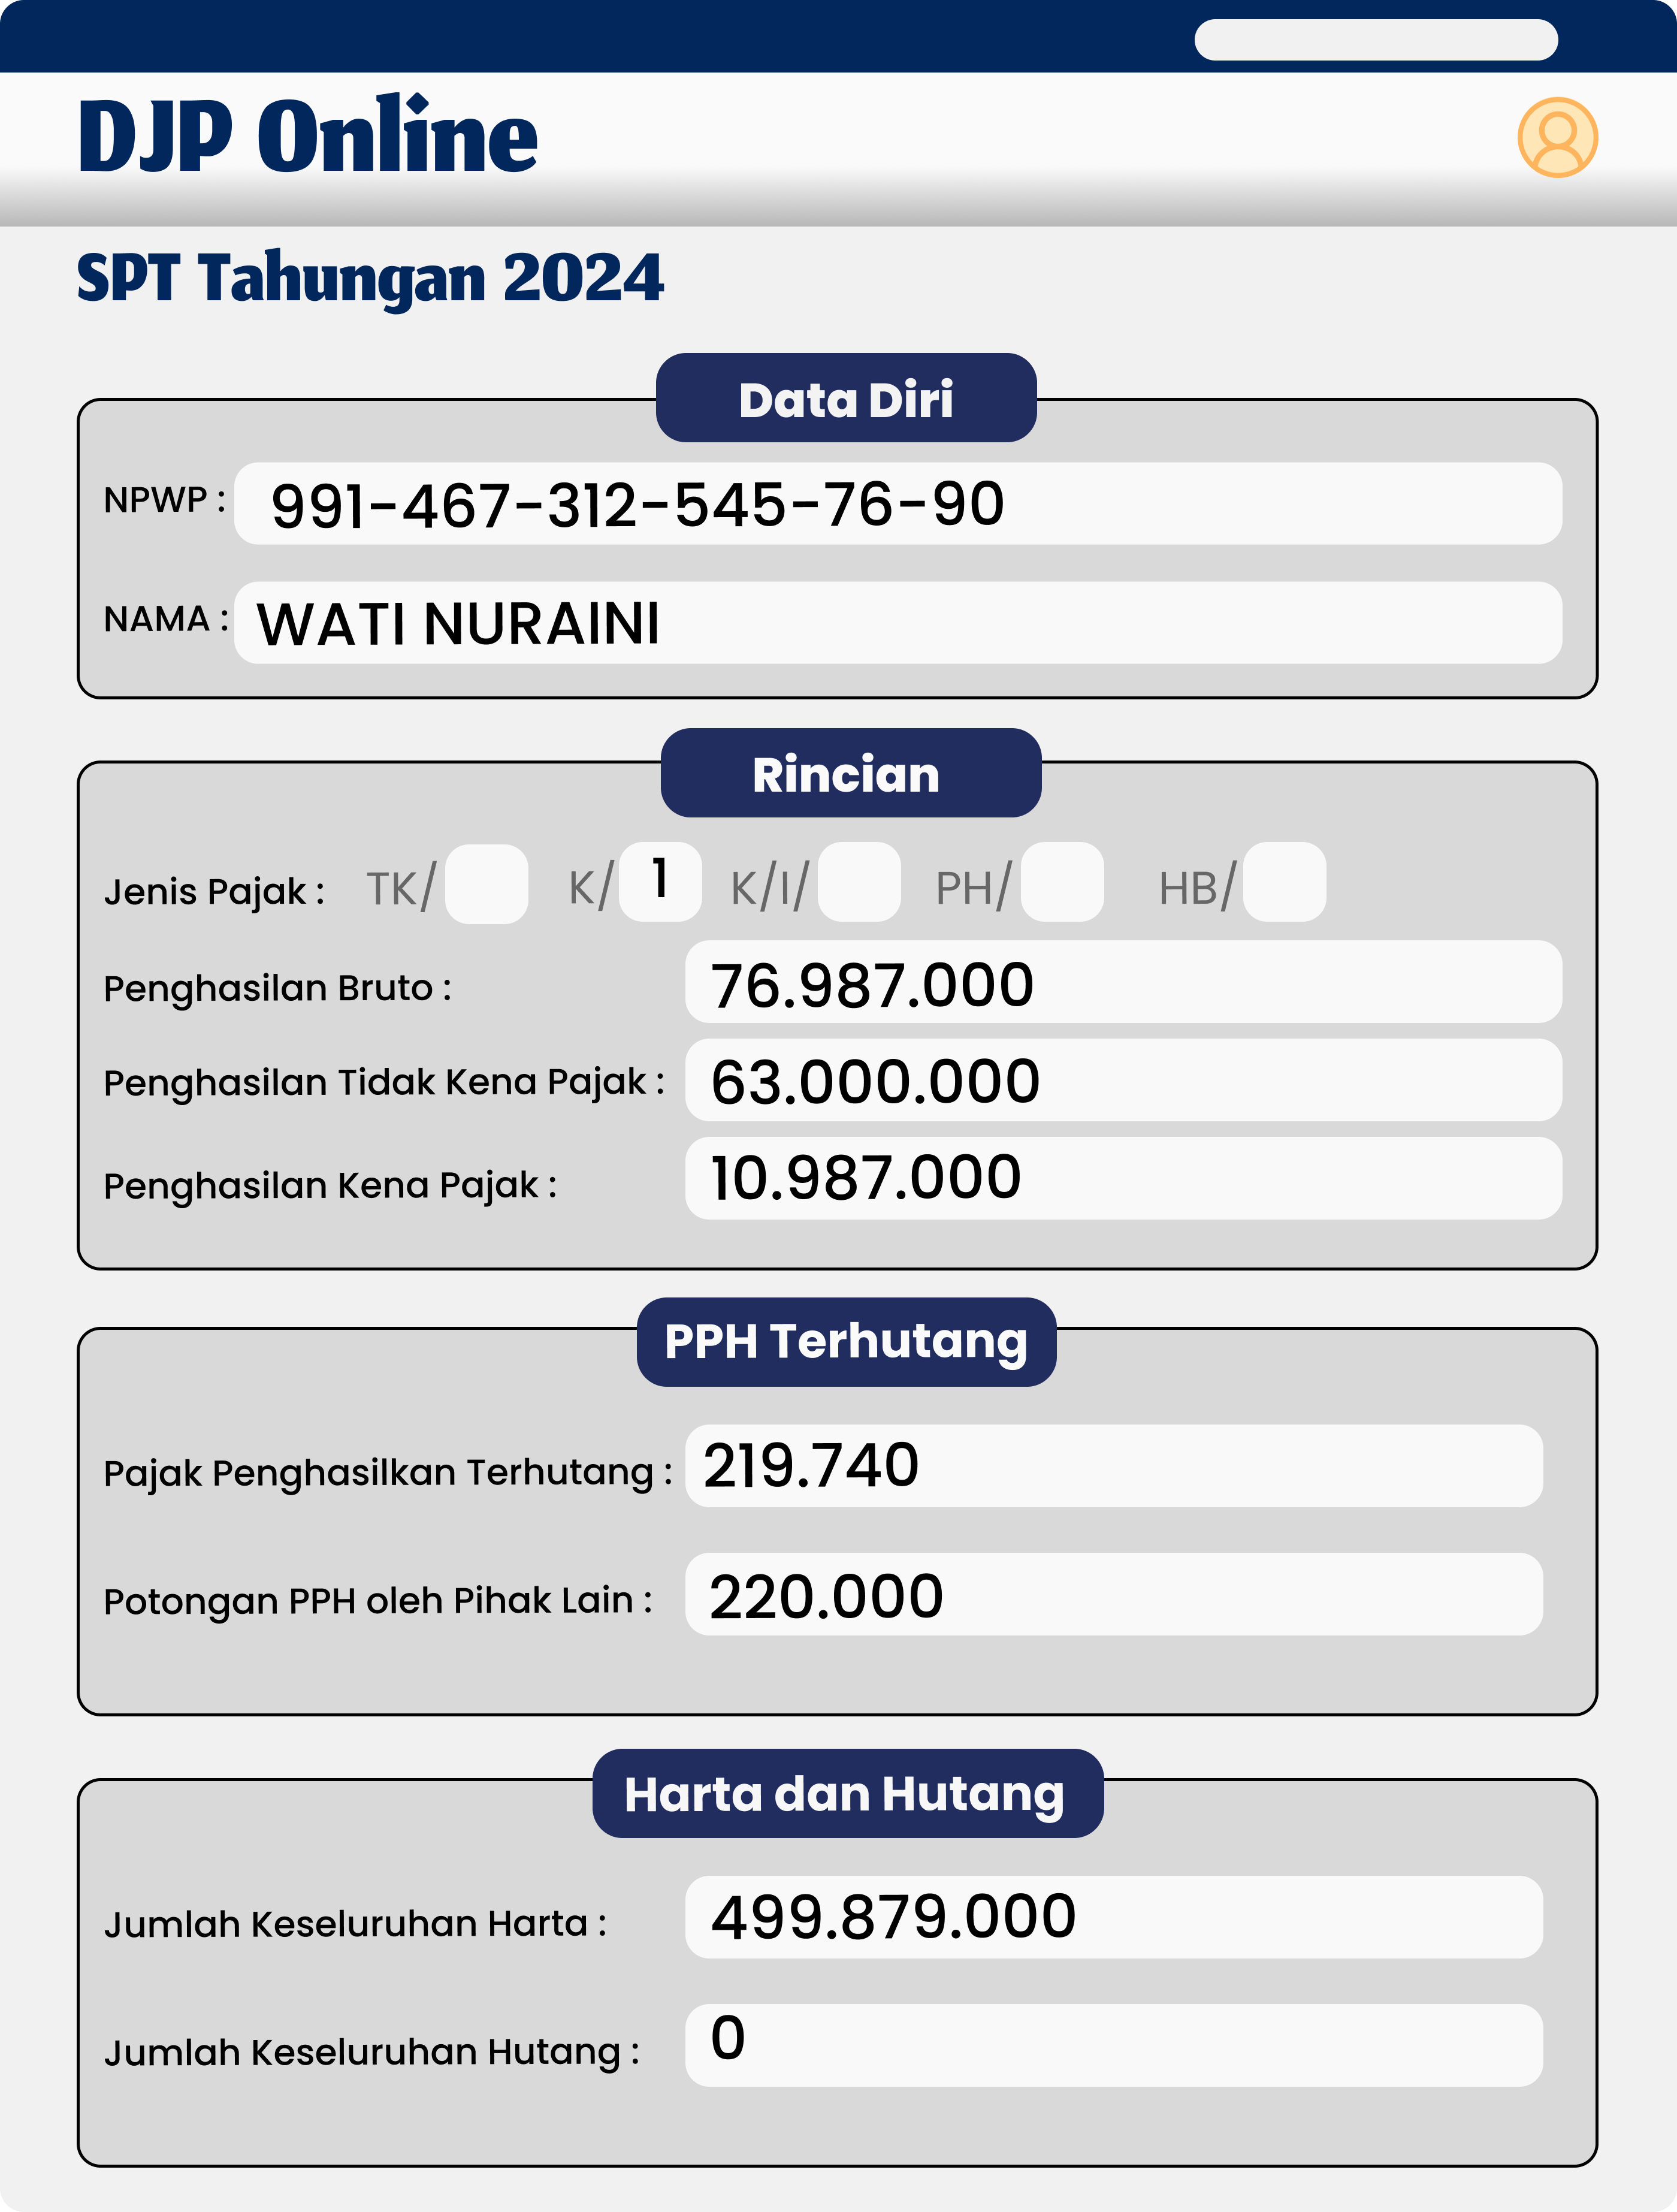 DJP Online
SPT Tahungan 2024
Data Diri
NPWP : 991-467-312-545-76-90
NAMA : WATI NURAINI
Rincian
Jenis Pajak : TK/ K/ 1 K/I/ PH/ HB/
Penghasilan Bruto : 76.987.000
Penghasilan Tidak Kena Pajak : 63.000.000
Penghasilan Kena Pajak : 10.987.000
PPH Terhutang
Pajak Penghasilkan Terhutang : 219.740
Potongan PPH oleh Pihak Lain : 220.000
Harta dan Hutang
Jumlah Keseluruhan Harta : 499.879.000
Jumlah Keseluruhan Hutang : 0